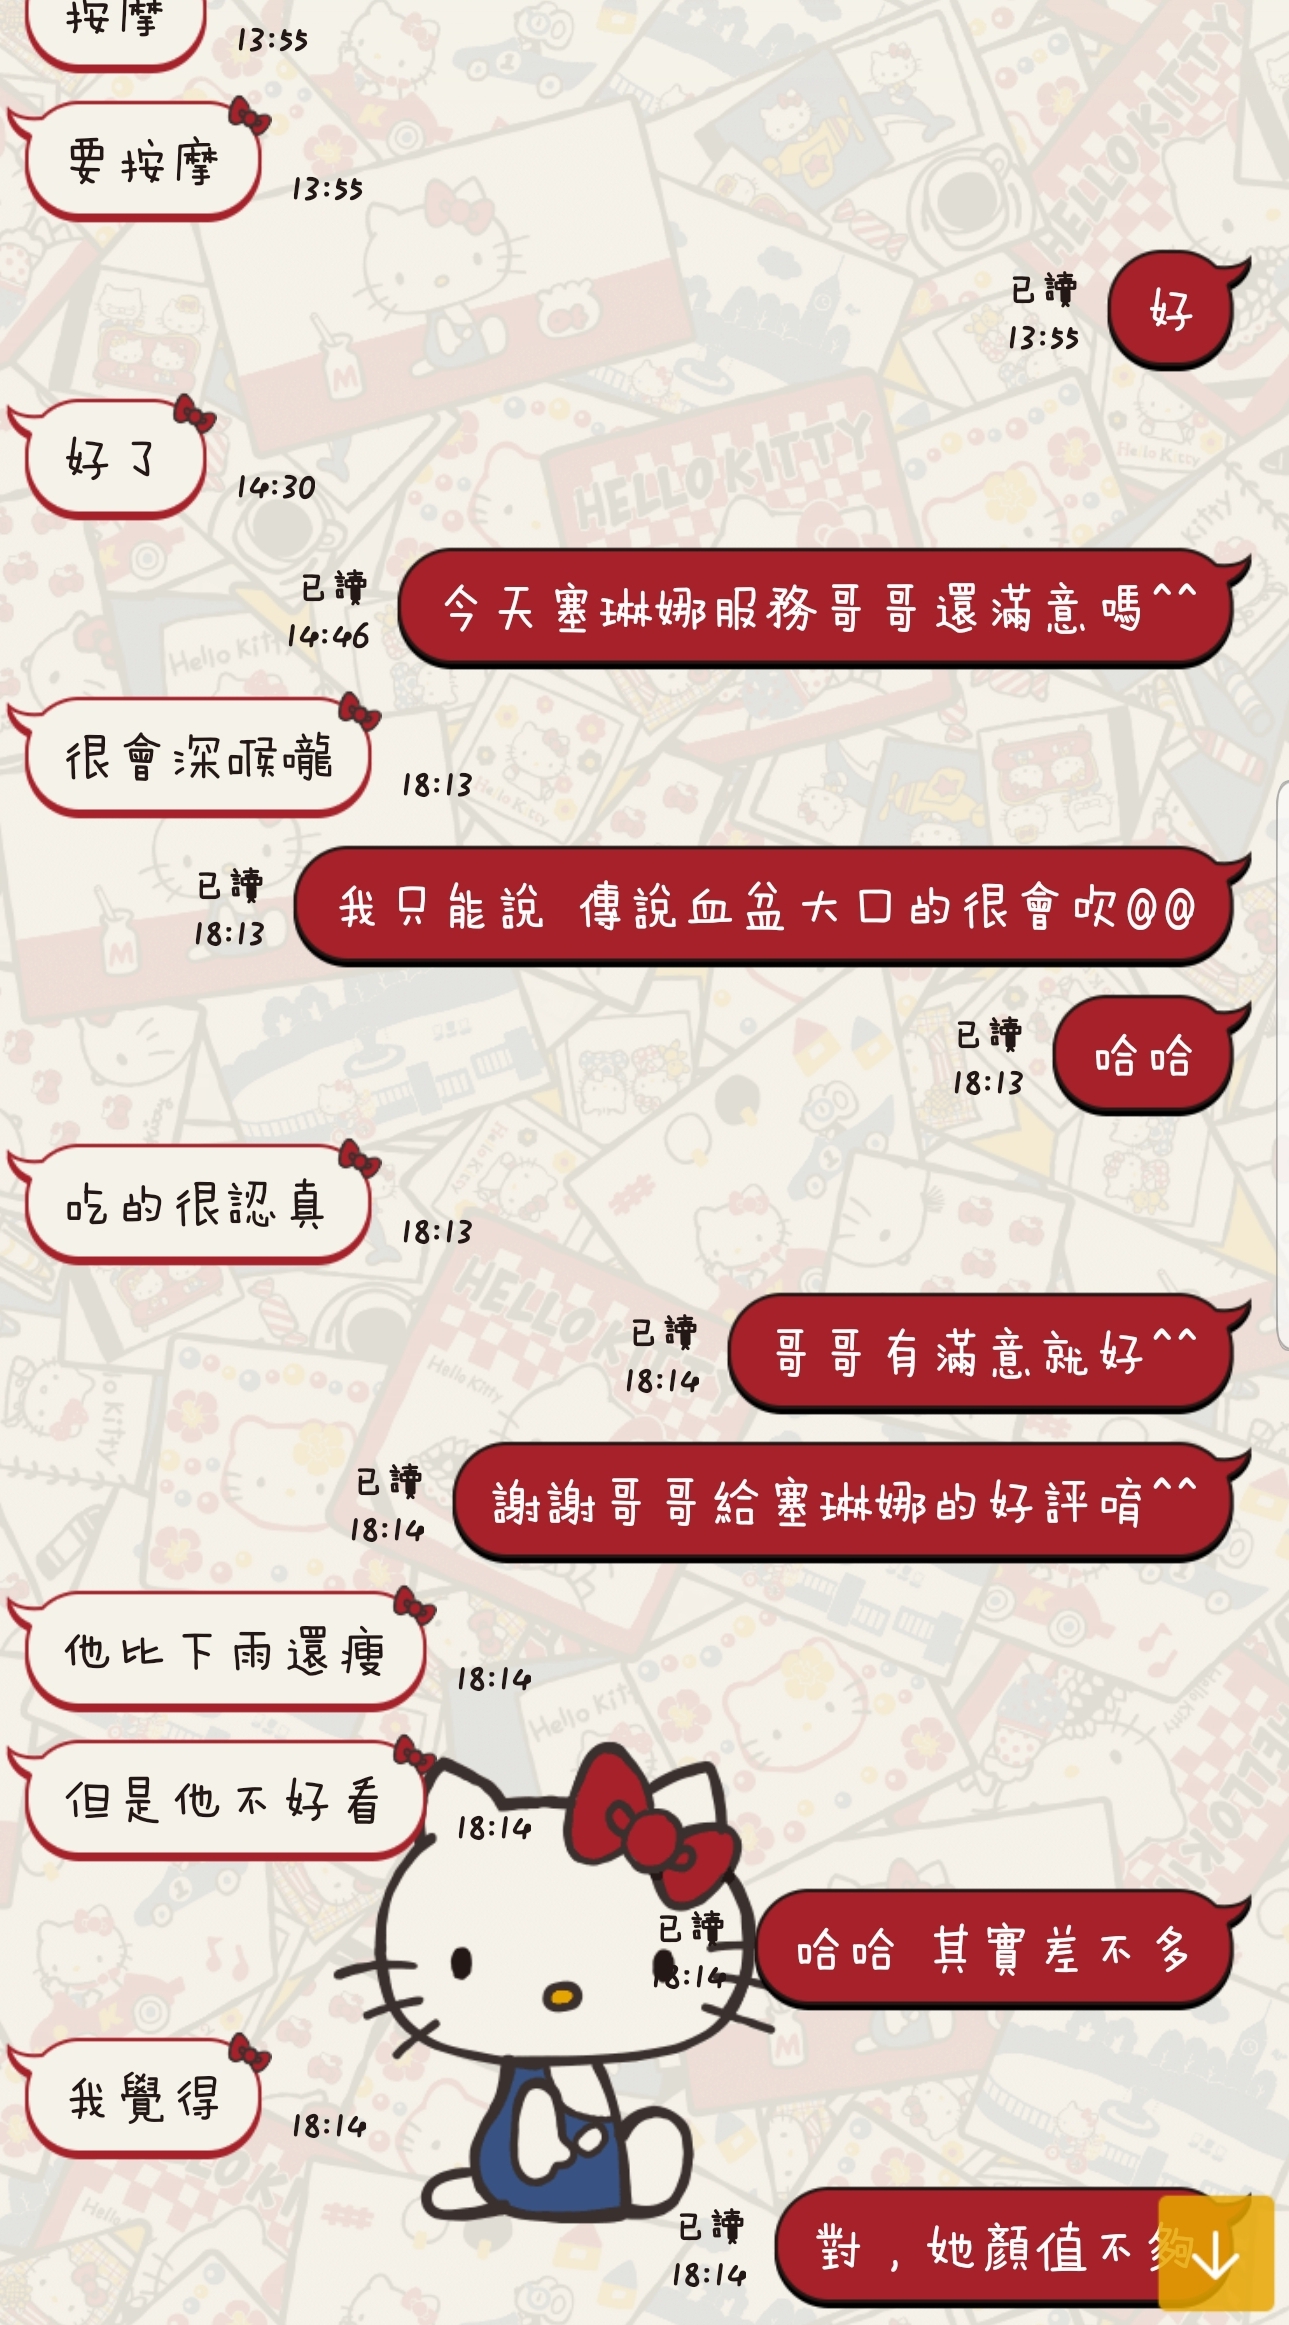 按摩
13:55
要按摩
13:55
已讀
13:55
好
好了
14:30
已讀
14:46
今天塞琳娜服務哥哥還滿意嗎^^
很會深喉嚨
18:13
已讀
18:13
我只能說 傳說血盆大口的很會吹@@
已讀
18:13
哈哈
吃的很認真
18:13
已讀
18:14
哥哥有滿意就好^^
已讀
18:14
謝謝哥哥給塞琳娜的好評唷^^
他比下雨還瘦
18:14
但是他不好看
18:14
已讀
18:14
哈哈 其實差不多
我覺得
18:14
已讀
18:14
對，她顏值不夠
HELLO KITTY
HELLO KITTY
Hello Kitty